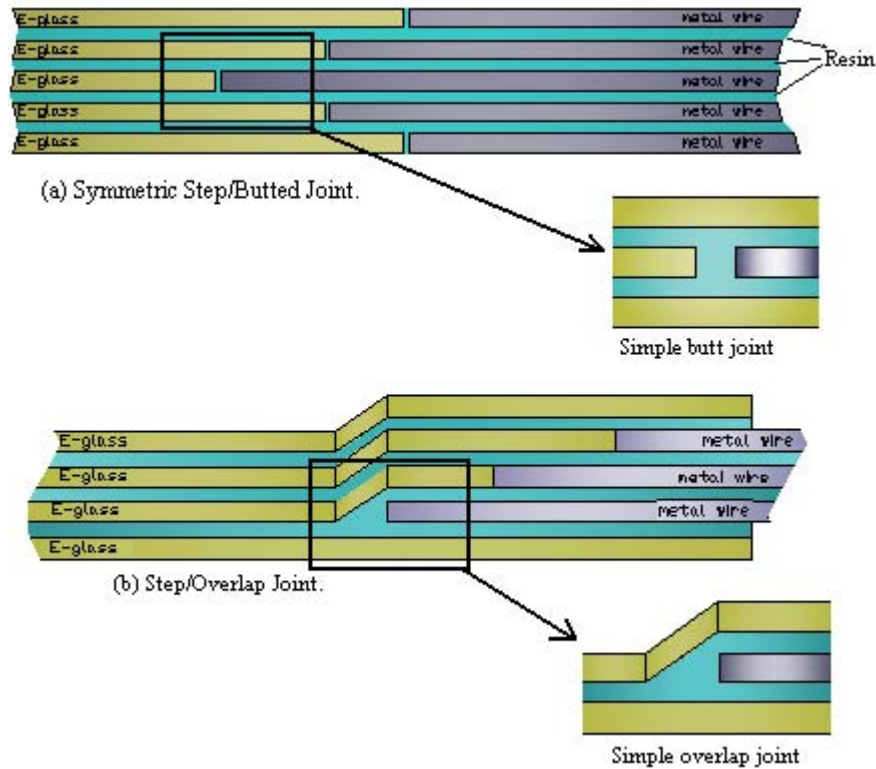 E-glass metal wire
E-glass metal wire
Resin
E-glass metal wire
E-glass metal wire
E-glass metal wire
(a) Symmetric Step/Butted Joint.
Simple butt joint
E-glass metal wire
E-glass metal wire
E-glass metal wire
E-glass
(b) Step/Overlap Joint.
Simple overlap joint